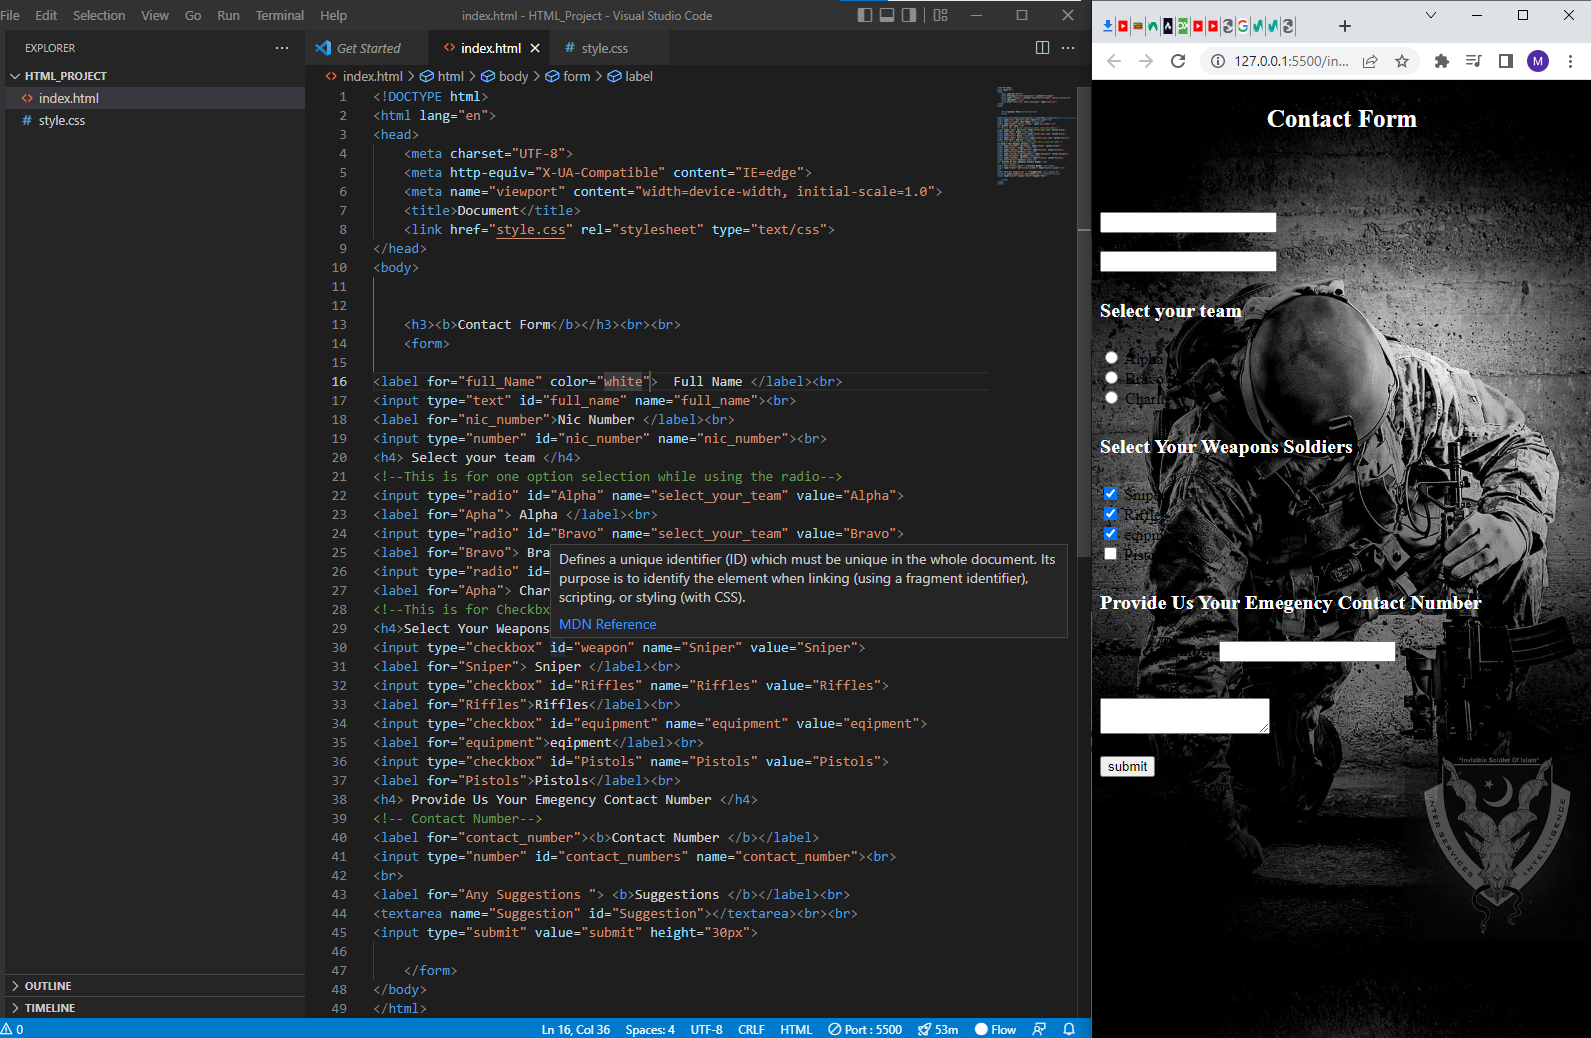 File Edit Selection View Go Run Terminal Help index.html - HTML_Project - Visual Studio Code
EXPLORER
HTML_PROJECT
index.html
style.css
OUTLINE
TIMELINE
Get Started
index.html
style.css
index.html > html > body > form > label
1 <!DOCTYPE html>
2 <html lang="en">
3 <head>
4 <meta charset="UTF-8">
5 <meta http-equiv="X-UA-Compatible" content="IE=edge">
6 <meta name="viewport" content="width=device-width, initial-scale=1.0">
7 <title>Document</title>
8 <link href="style.css" rel="stylesheet" type="text/css">
9 </head>
10 <body>
11
12
13 <h3><b>Contact Form</b></h3><br><br>
14 <form>
15
16 <label for="full_Name" color="white">  Full Name </label><br>
17 <input type="text" id="full_name" name="full_name"><br>
18 <label for="nic_number">Nic Number </label><br>
19 <input type="number" id="nic_number" name="nic_number"><br>
20 <h4> Select your team </h4>
21 <!--This is for one option selection while using the radio-->
22 <input type="radio" id="Alpha" name="select_your_team" value="Alpha">
23 <label for="Apha"> Alpha </label><br>
24 <input type="radio" id="Bravo" name="select_your_team" value="Bravo">
25 <label for="Bravo"> Bra
26 <input type="radio" id=
27 <label for="Apha"> Char
28 <!--This is for Checkbx
29 <h4>Select Your Weapons
Defines a unique identifier (ID) which must be unique in the whole document. Its
purpose is to identify the element when linking (using a fragment identifier),
scripting, or styling (with CSS).
MDN Reference
30 <input type="checkbox" id="weapon" name="Sniper" value="Sniper">
31 <label for="Sniper"> Sniper </label><br>
32 <input type="checkbox" id="Riffles" name="Riffles" value="Riffles">
33 <label for="Riffles">Riffles</label><br>
34 <input type="checkbox" id="equipment" name="equipment" value="eqipment">
35 <label for="equipment">eqipment</label><br>
36 <input type="checkbox" id="Pistols" name="Pistols" value="Pistols">
37 <label for="Pistols">Pistols</label><br>
38 <h4> Provide Us Your Emegency Contact Number </h4>
39 <!-- Contact Number-->
40 <label for="contact_number"><b>Contact Number </b></label>
41 <input type="number" id="contact_numbers" name="contact_number"><br>
42 <br>
43 <label for="Any Suggestions "> <b>Suggestions </b></label><br>
44 <textarea name="Suggestion" id="Suggestion"></textarea><br><br>
45 <input type="submit" value="submit" height="30px">
46
47 </form>
48 </body>
49 </html>
0 Ln 16, Col 36 Spaces: 4 UTF-8 CRLF HTML Port : 5500 53m Flow
127.0.0.1:5500/in... M
Contact Form
Select your team
Alpha
Bravo
Charli
Select Your Weapons Soldiers
Sniper
Riffles
eqipm
Pisto
Provide Us Your Emegency Contact Number
submit
"Invisible Soldier Of Islam"
INTER SERVICES INTELLIGENCE